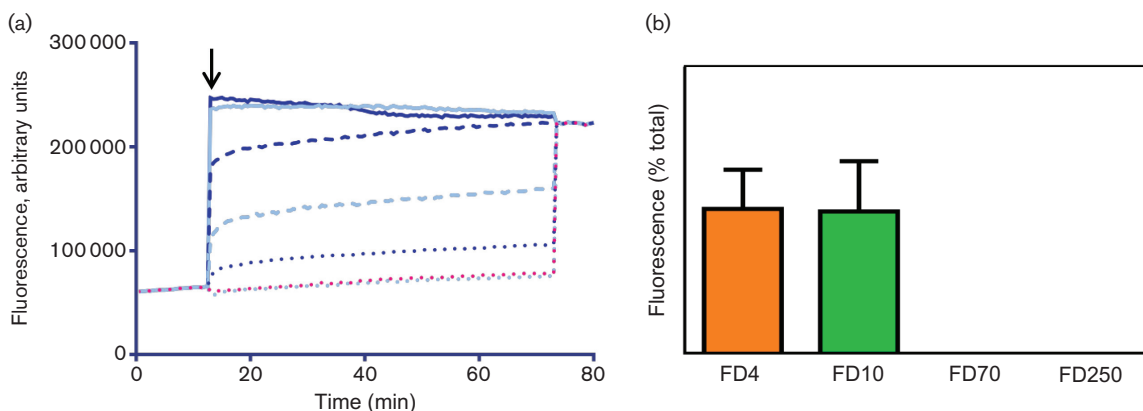 (a)
Fluorescence, arbitrary units
300 000
200 000
100 000
0
0 20 40 60 80
Time (min)
(b)
Fluorescence (% total)
FD4 FD10 FD70 FD250